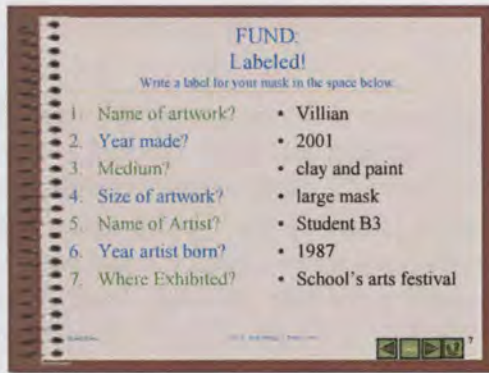 FUND:
Labeled!
Write a label for your mask in the space below.
1. Name of artwork? • Villian
2. Year made? • 2001
3. Medium? • clay and paint
4. Size of artwork? • large mask
5. Name of Artist? • Student B3
6. Year artist born? • 1987
7. Where Exhibited? • School's arts festival
7